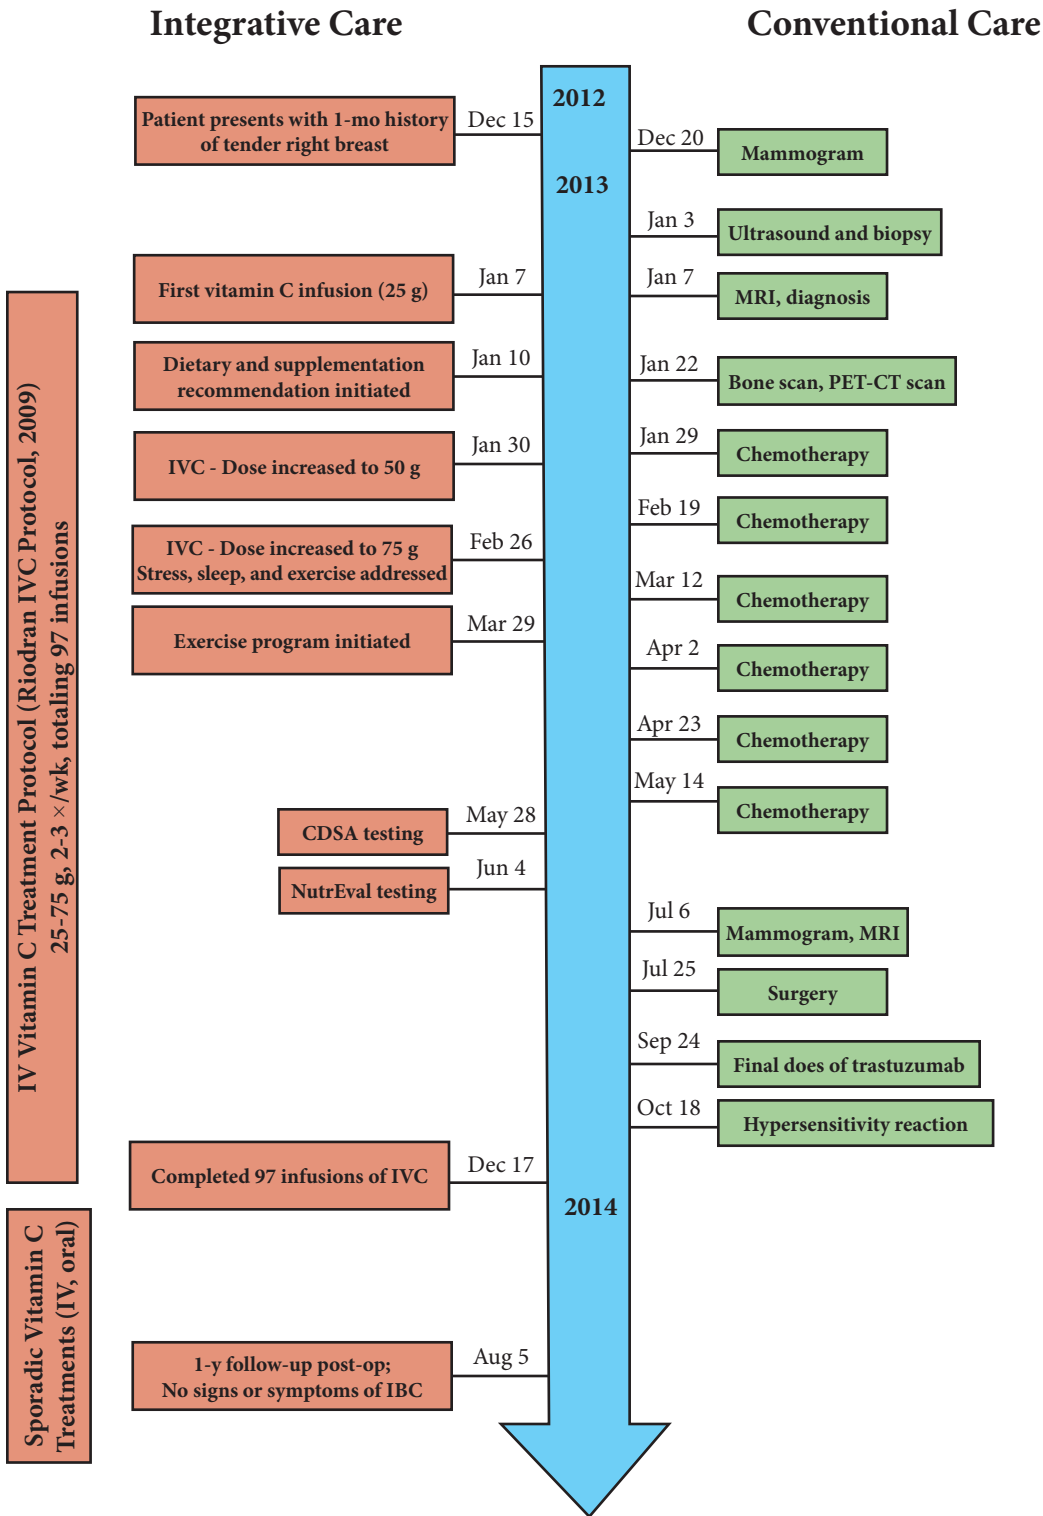 Integrative Care
Conventional Care
2012
Dec 15
Patient presents with 1-mo history
of tender right breast
Dec 20
Mammogram
2013
Jan 3
Ultrasound and biopsy
Jan 7
First vitamin C infusion (25 g)
Jan 7
MRI, diagnosis
Jan 10
Dietary and supplementation
recommendation initiated
Jan 22
Bone scan, PET-CT scan
Jan 29
Chemotherapy
Jan 30
IVC - Dose increased to 50 g
Feb 19
Chemotherapy
Feb 26
IVC - Dose increased to 75 g
Stress, sleep, and exercise addressed
Mar 12
Chemotherapy
Mar 29
Exercise program initiated
Apr 2
Chemotherapy
Apr 23
Chemotherapy
May 14
Chemotherapy
May 28
CDSA testing
Jun 4
NutrEval testing
Jul 6
Mammogram, MRI
Jul 25
Surgery
Sep 24
Final does of trastuzumab
Oct 18
Hypersensitivity reaction
Dec 17
Completed 97 infusions of IVC
2014
Aug 5
1-y follow-up post-op;
No signs or symptoms of IBC
IV Vitamin C Treatment Protocol (Riodran IVC Protocol, 2009)
25-75 g, 2-3 ×/wk, totaling 97 infusions
Sporadic Vitamin C
Treatments (IV, oral)